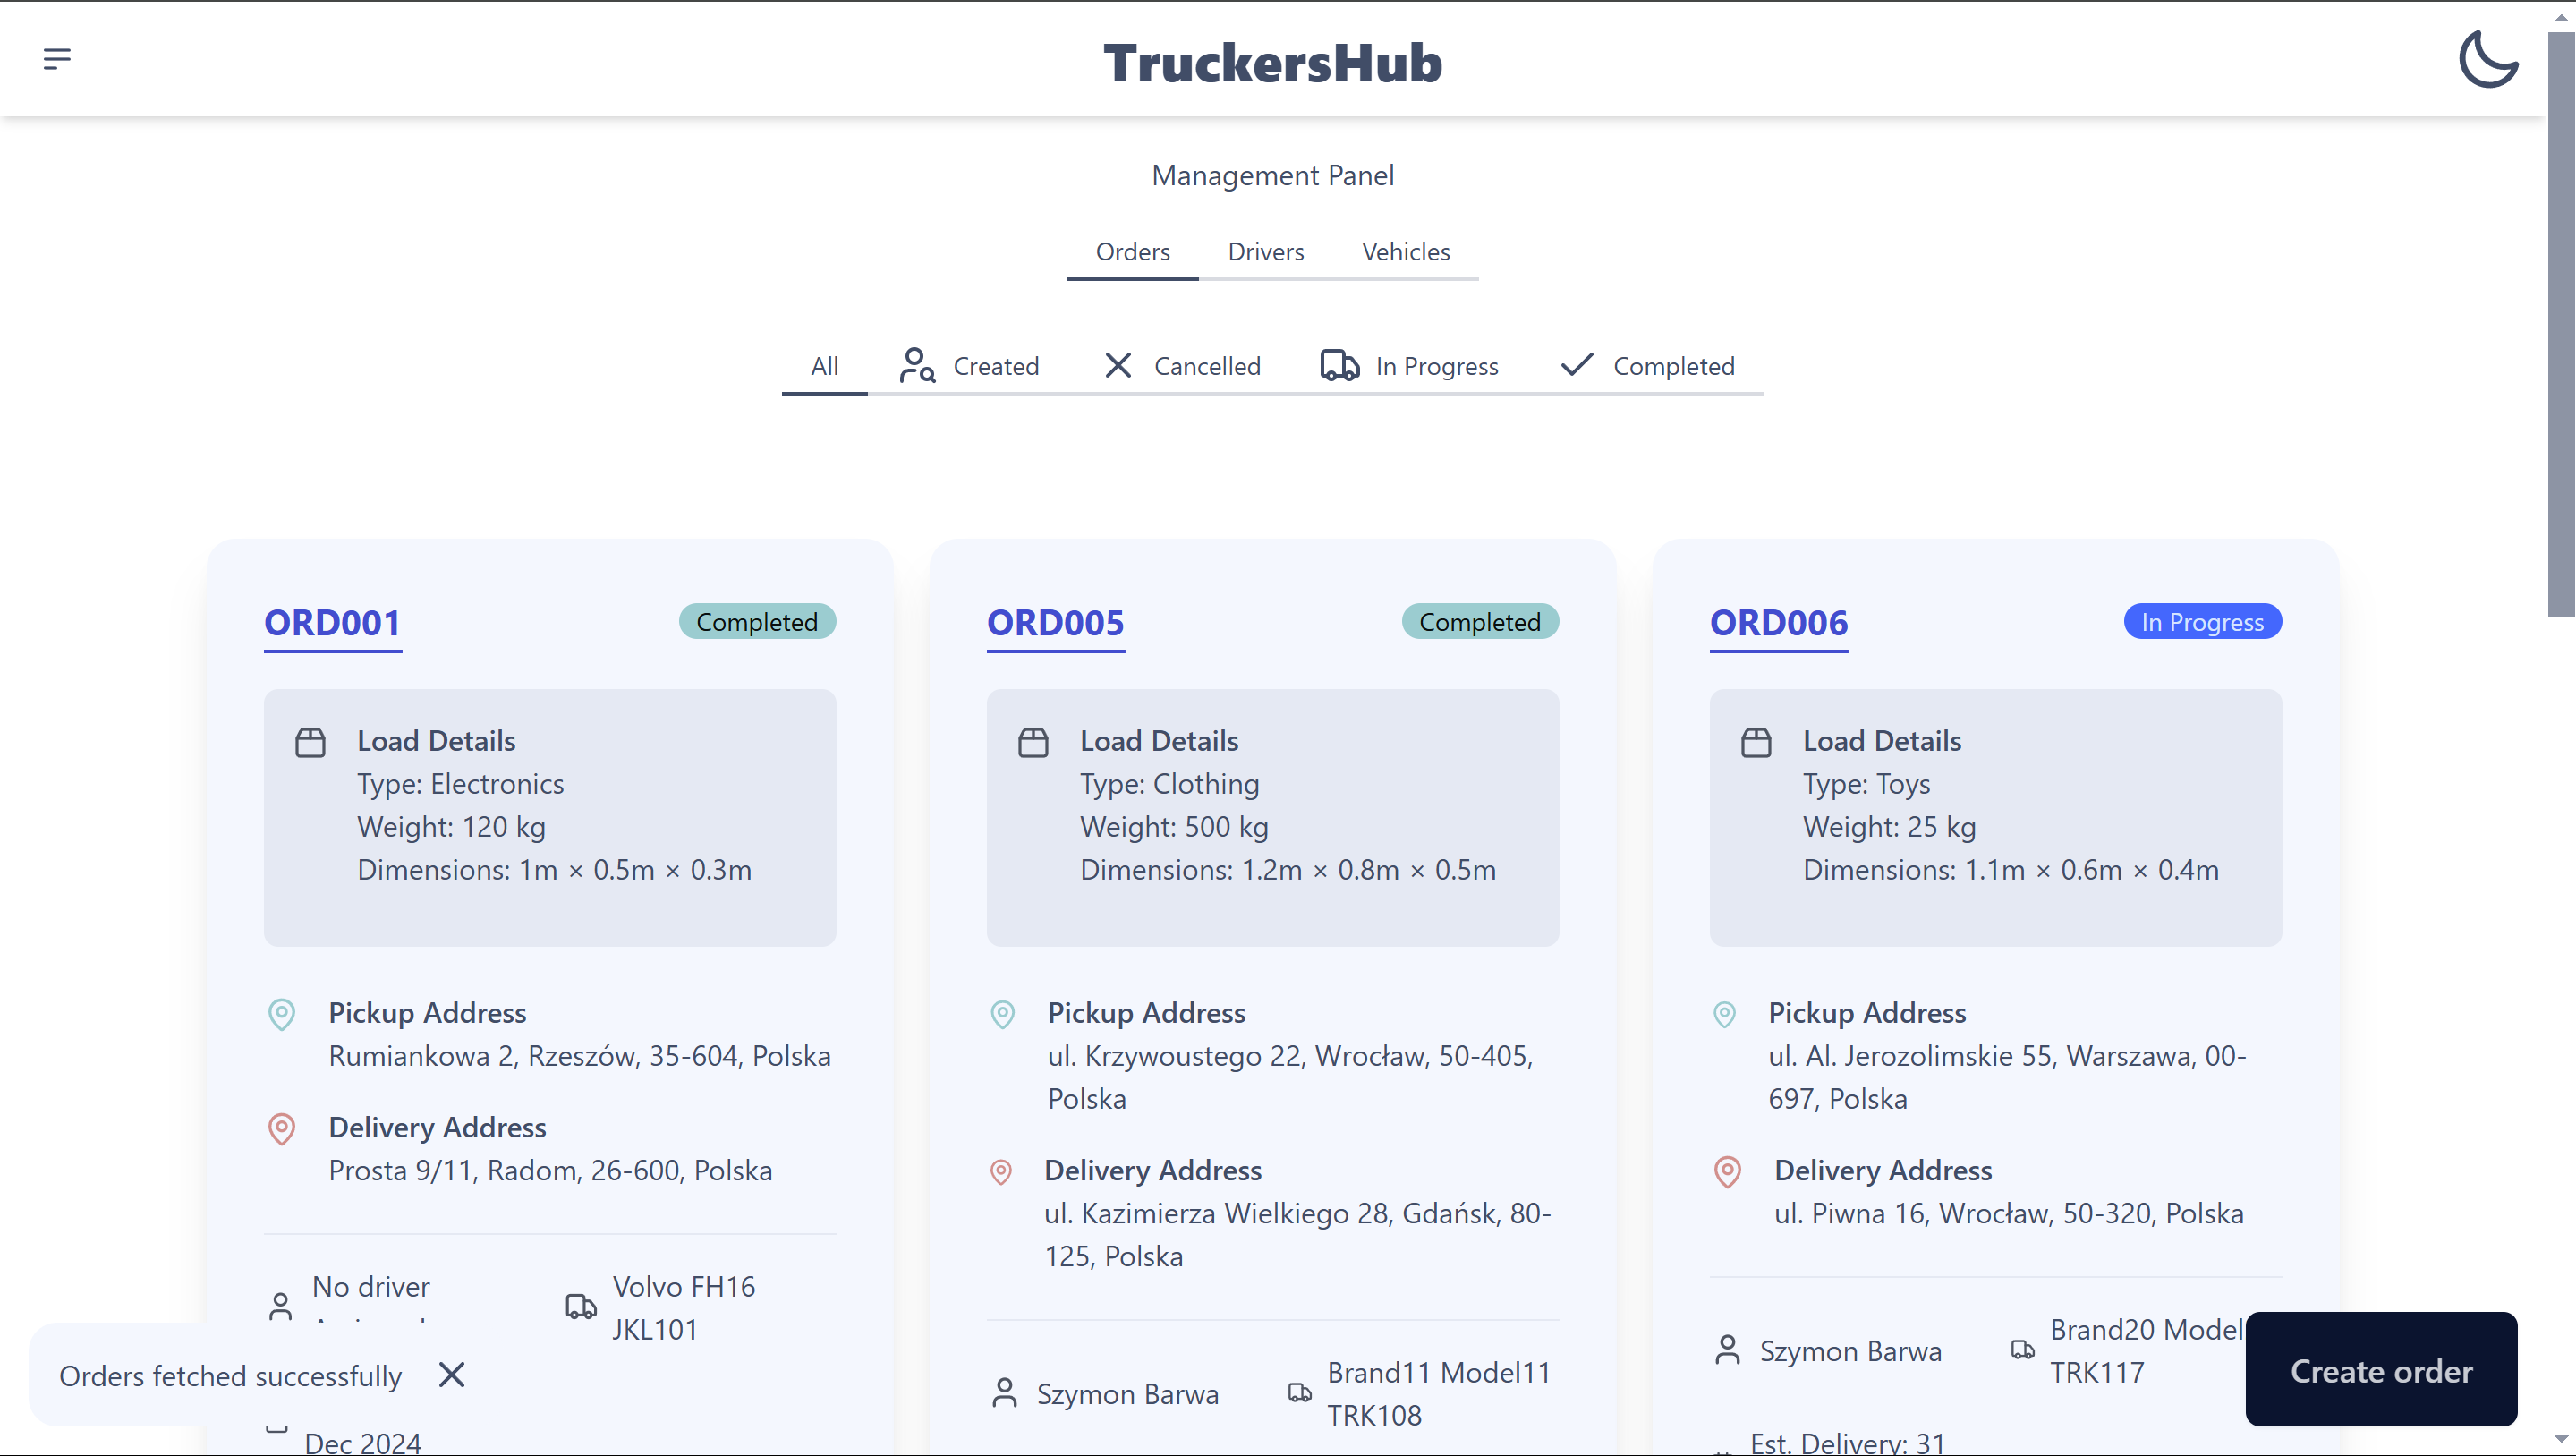 TruckersHub
Management Panel
Orders Drivers Vehicles
All Created Cancelled In Progress Completed
ORD001 Completed
Load Details
Type: Electronics
Weight: 120 kg
Dimensions: 1m × 0.5m × 0.3m
Pickup Address
Rumiankowa 2, Rzeszów, 35-604, Polska
Delivery Address
Prosta 9/11, Radom, 26-600, Polska
No driver
Volvo FH16
JKL101
Dec 2024
ORD005 Completed
Load Details
Type: Clothing
Weight: 500 kg
Dimensions: 1.2m × 0.8m × 0.5m
Pickup Address
ul. Krzywoustego 22, Wrocław, 50-405,
Polska
Delivery Address
ul. Kazimierza Wielkiego 28, Gdańsk, 80-
125, Polska
Szymon Barwa
Brand11 Model11
TRK108
ORD006 In Progress
Load Details
Type: Toys
Weight: 25 kg
Dimensions: 1.1m × 0.6m × 0.4m
Pickup Address
ul. Al. Jerozolimskie 55, Warszawa, 00-
697, Polska
Delivery Address
ul. Piwna 16, Wrocław, 50-320, Polska
Szymon Barwa
Brand20 Model
TRK117
Est. Delivery: 31
Orders fetched successfully
Create order